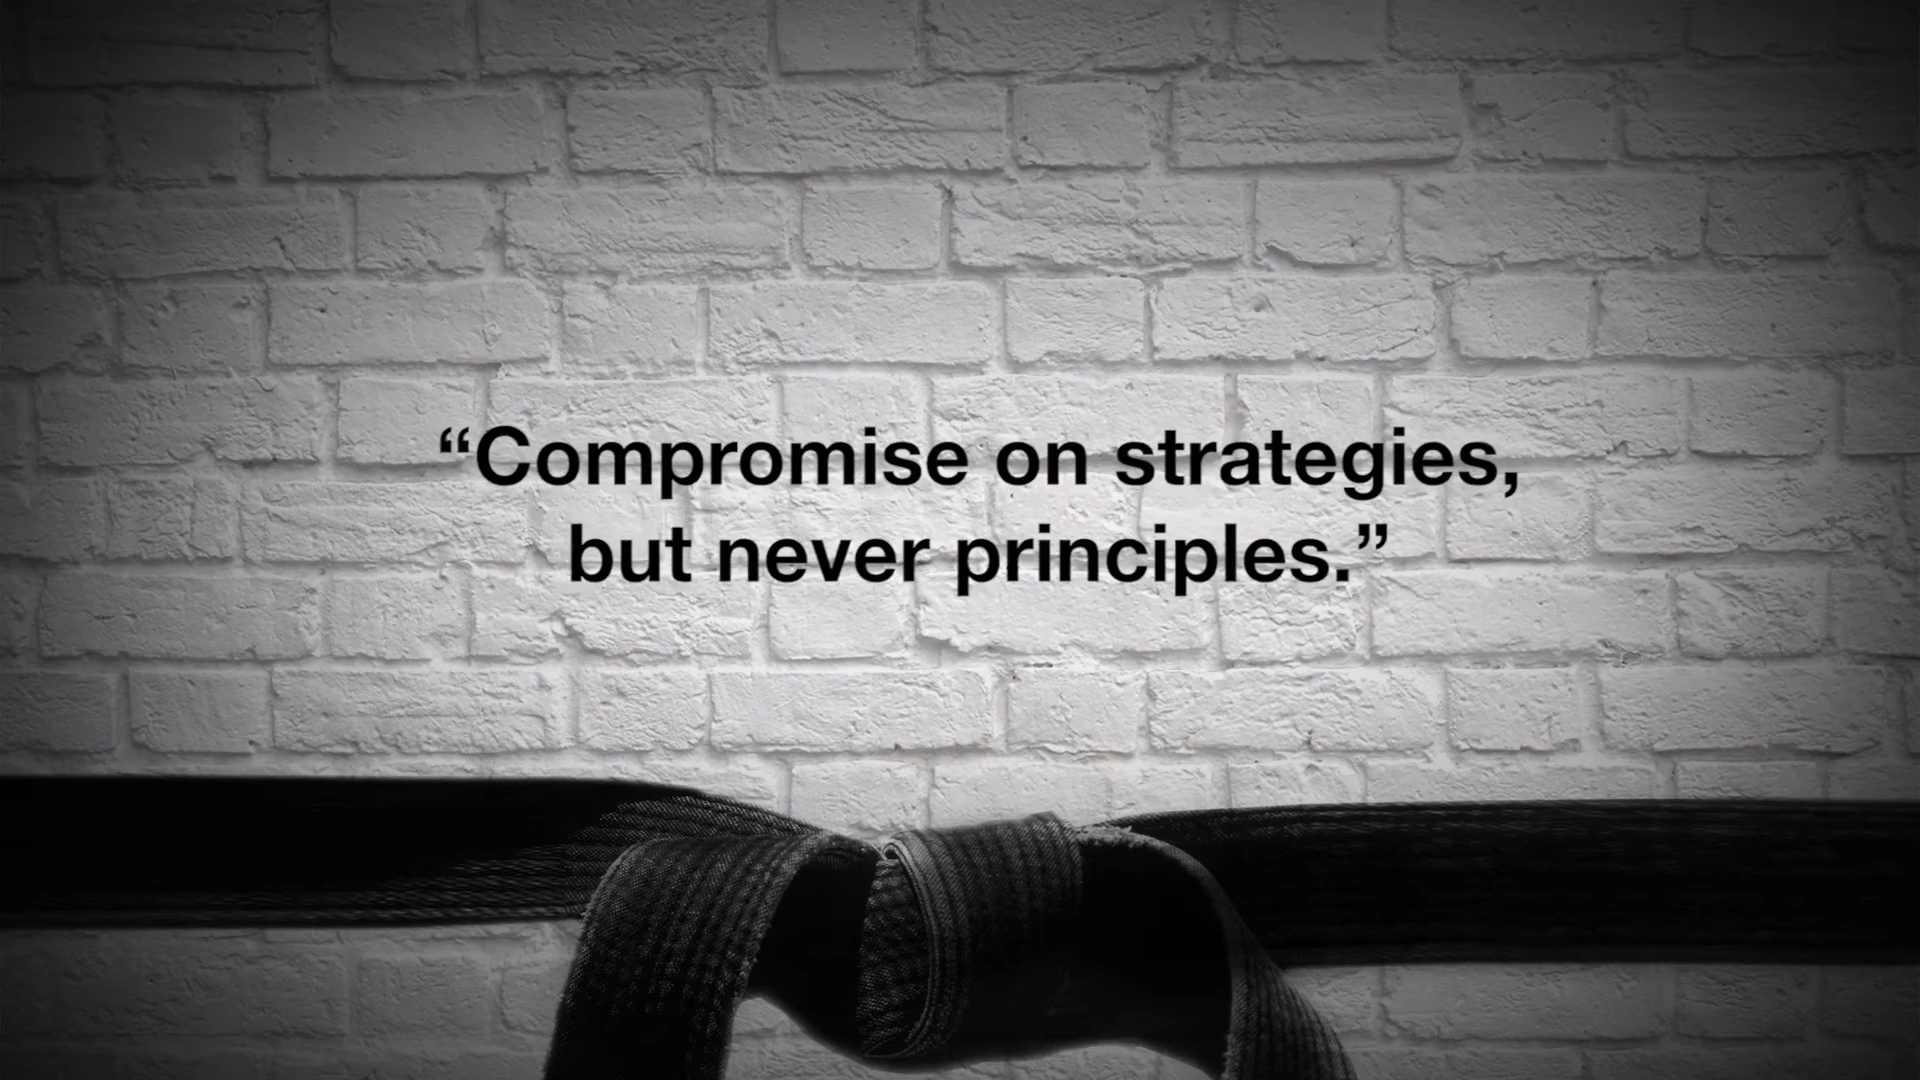 “Compromise on strategies,
but never principles.”